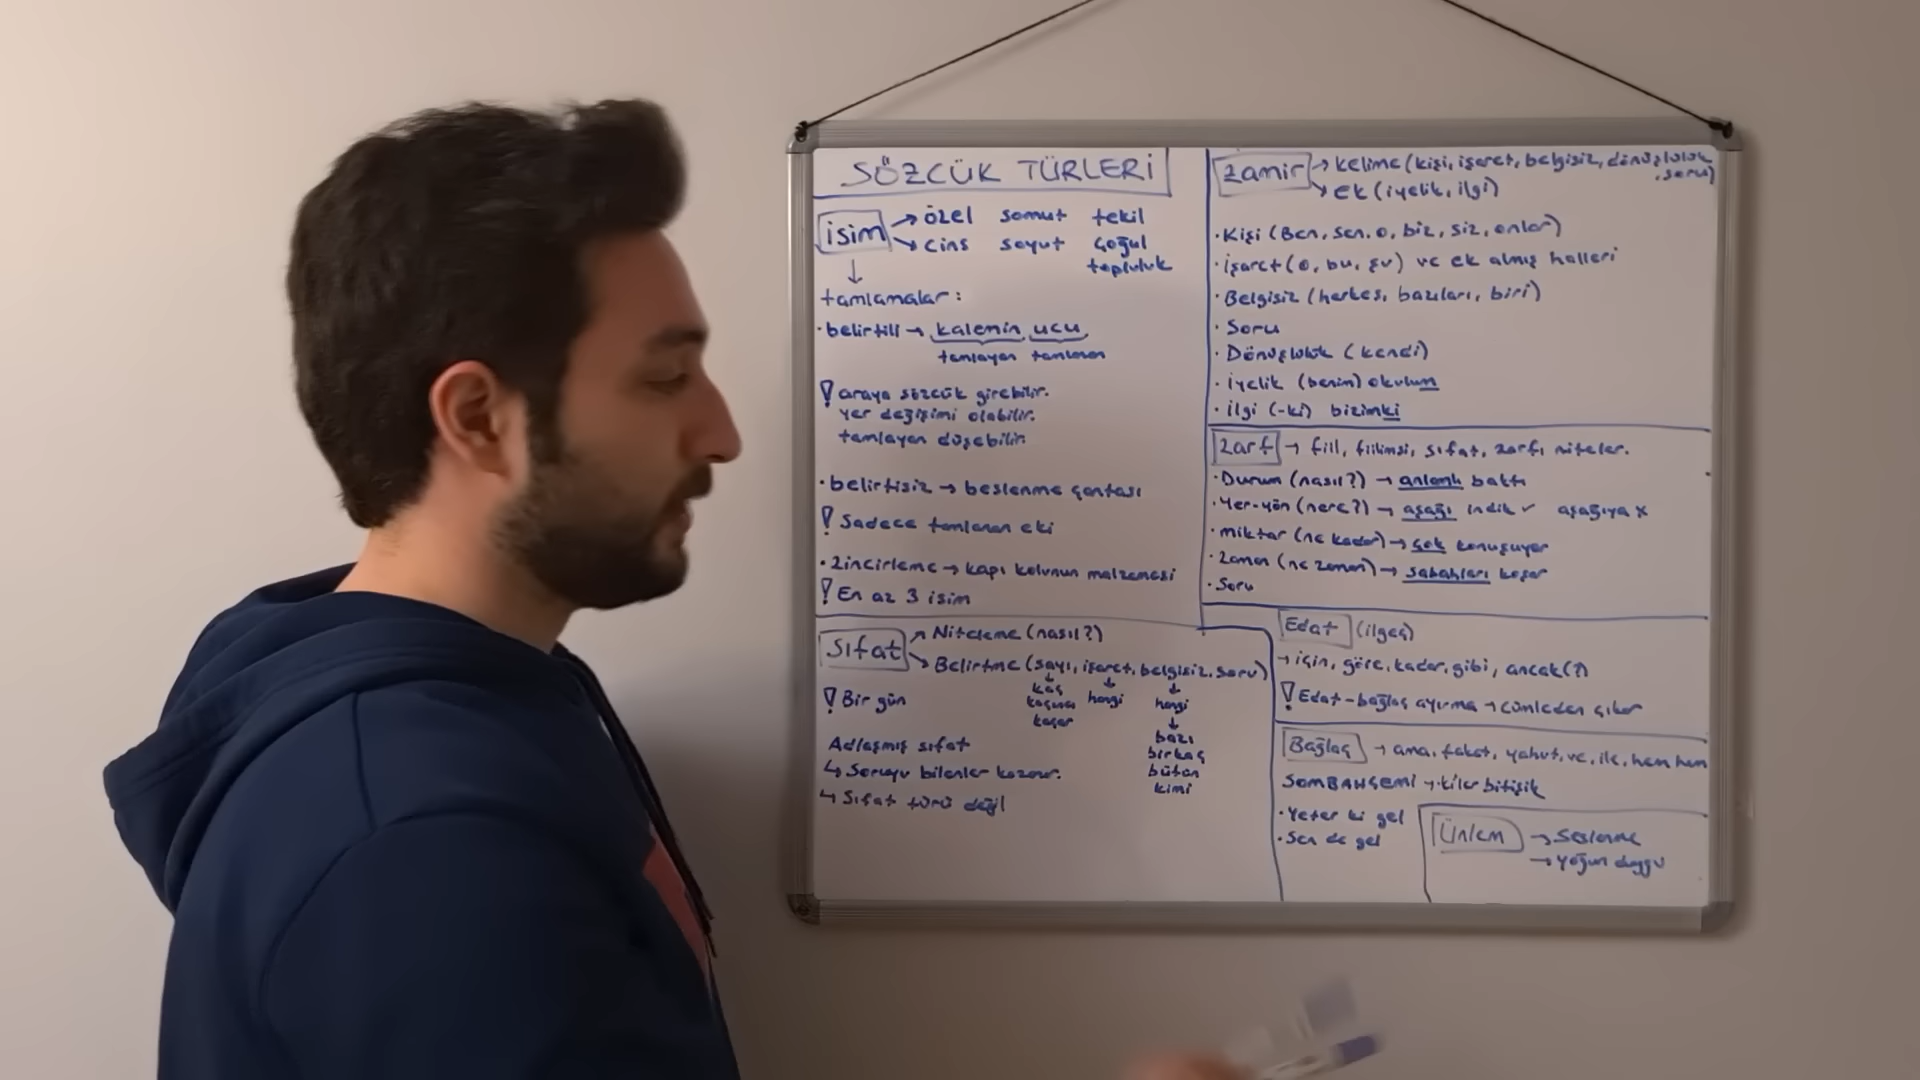 SÖZCÜK TÜRLERİ
isim → özel somut tekil
→ cins soyut çoğul
topluluk
↓
tamlamalar:
· belirtili → kalemin ucu
tamlayan tamlanan
! araya sözcük girebilir.
yer değişimi olabilir.
tamlayan düşebilir.
· belirtisiz → beslenme çantası
! Sadece tamlanan eki
· Zincirleme → kapı kolunun malzemesi
! En az 3 isim
Sıfat → Niteleme (nasıl?)
→ Belirtme (sayı, işaret, belgisiz, soru)
↓ ↓ ↓
kaç hangi hangi
kaçıncı
kaçar
↓
bazı
birkaç
bütün
kimi
! Bir gün
Adlaşmış sıfat
↳ Soruyu bilenler kazanır.
↳ Sıfat türü değil
Zamir → kelime (kişi, işaret, belgisiz, dönüşlülük, soru)
→ ek (iyelik, ilgi)
· Kişi (Ben, sen, o, biz, siz, onlar)
· İşaret (o, bu, şu) ve ek almış halleri
· Belgisiz (herkes, bazıları, biri)
· Soru
· Dönüşlülük (kendi)
· İyelik (benim) okulum
· İlgi (-ki) bizimki
Zarf → fiil, fiilimsi, sıfat, zarfı niteler.
· Durum (nasıl?) → anlamlı baktı
· Yer-yön (nere?) → aşağı indik ✓ aşağıya x
· miktar (ne kadar) → çok konuşuyor
· Zaman (ne zaman) → sabahları koşar
· Soru
Edat (ilgeç)
→ için, göre, kadar, gibi, ancak (?)
! Edat-bağlaç ayırma → cümleden çıkar
Bağlaç → ama, fakat, yahut, ve, ile, hem hem
SOMBAHÇEMİ → kiler bitişik
· Yeter ki gel
· Sen de gel
Ünlem → Seslenme
→ Yoğun duygu